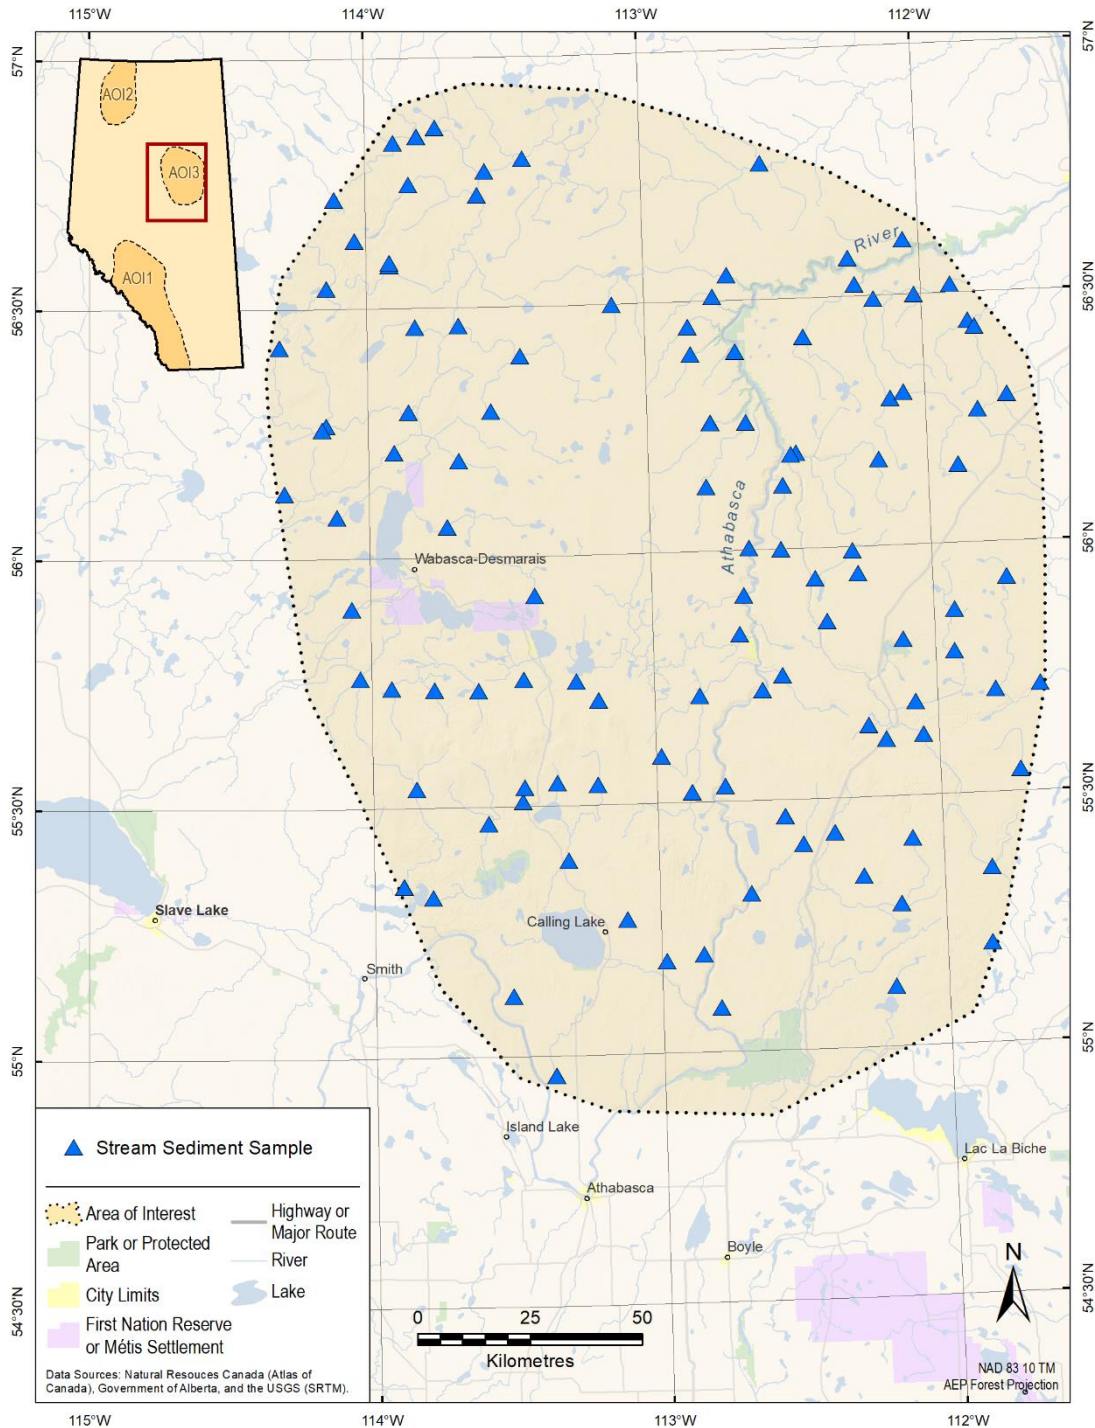 115°W
114°W
113°W
112°W
57°N
57°N
AOI2
AOI3
AOI1
River
56°30'N
56°30'N
Athabasca
56°N
56°N
Wabasca-Desmarais
55°30'N
55°30'N
Slave Lake
Calling Lake
Smith
55°N
55°N
Island Lake
Lac La Biche
Athabasca
Boyle
54°30'N
54°30'N
Stream Sediment Sample
Area of Interest
Park or Protected
Area
City Limits
First Nation Reserve
or Métis Settlement
Highway or
Major Route
River
Lake
Data Sources: Natural Resouces Canada (Atlas of
Canada), Government of Alberta, and the USGS (SRTM).
0 25 50
Kilometres
N
NAD 83 10 TM
AEP Forest Projection
115°W
114°W
113°W
112°W